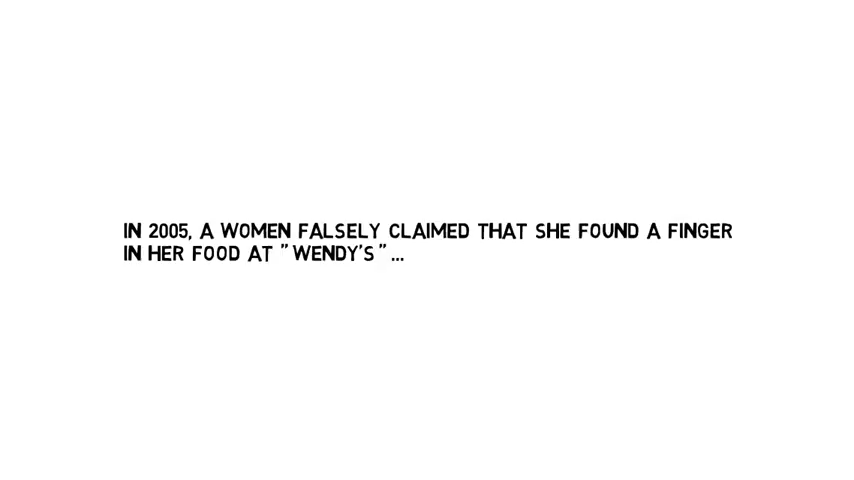 IN 2005, A WOMEN FALSELY CLAIMED THAT SHE FOUND A FINGER
IN HER FOOD AT "WENDY'S"...